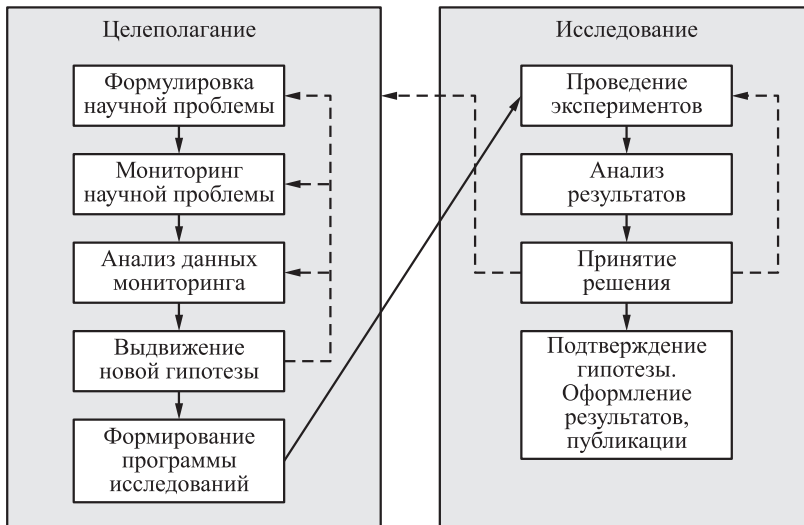 Целеполагание
Формулировка
научной проблемы
Мониторинг
научной проблемы
Анализ данных
мониторинга
Выдвижение
новой гипотезы
Формирование
программы
исследований
Исследование
Проведение
экспериментов
Анализ
результатов
Принятие
решения
Подтверждение
гипотезы.
Оформление
результатов,
публикации